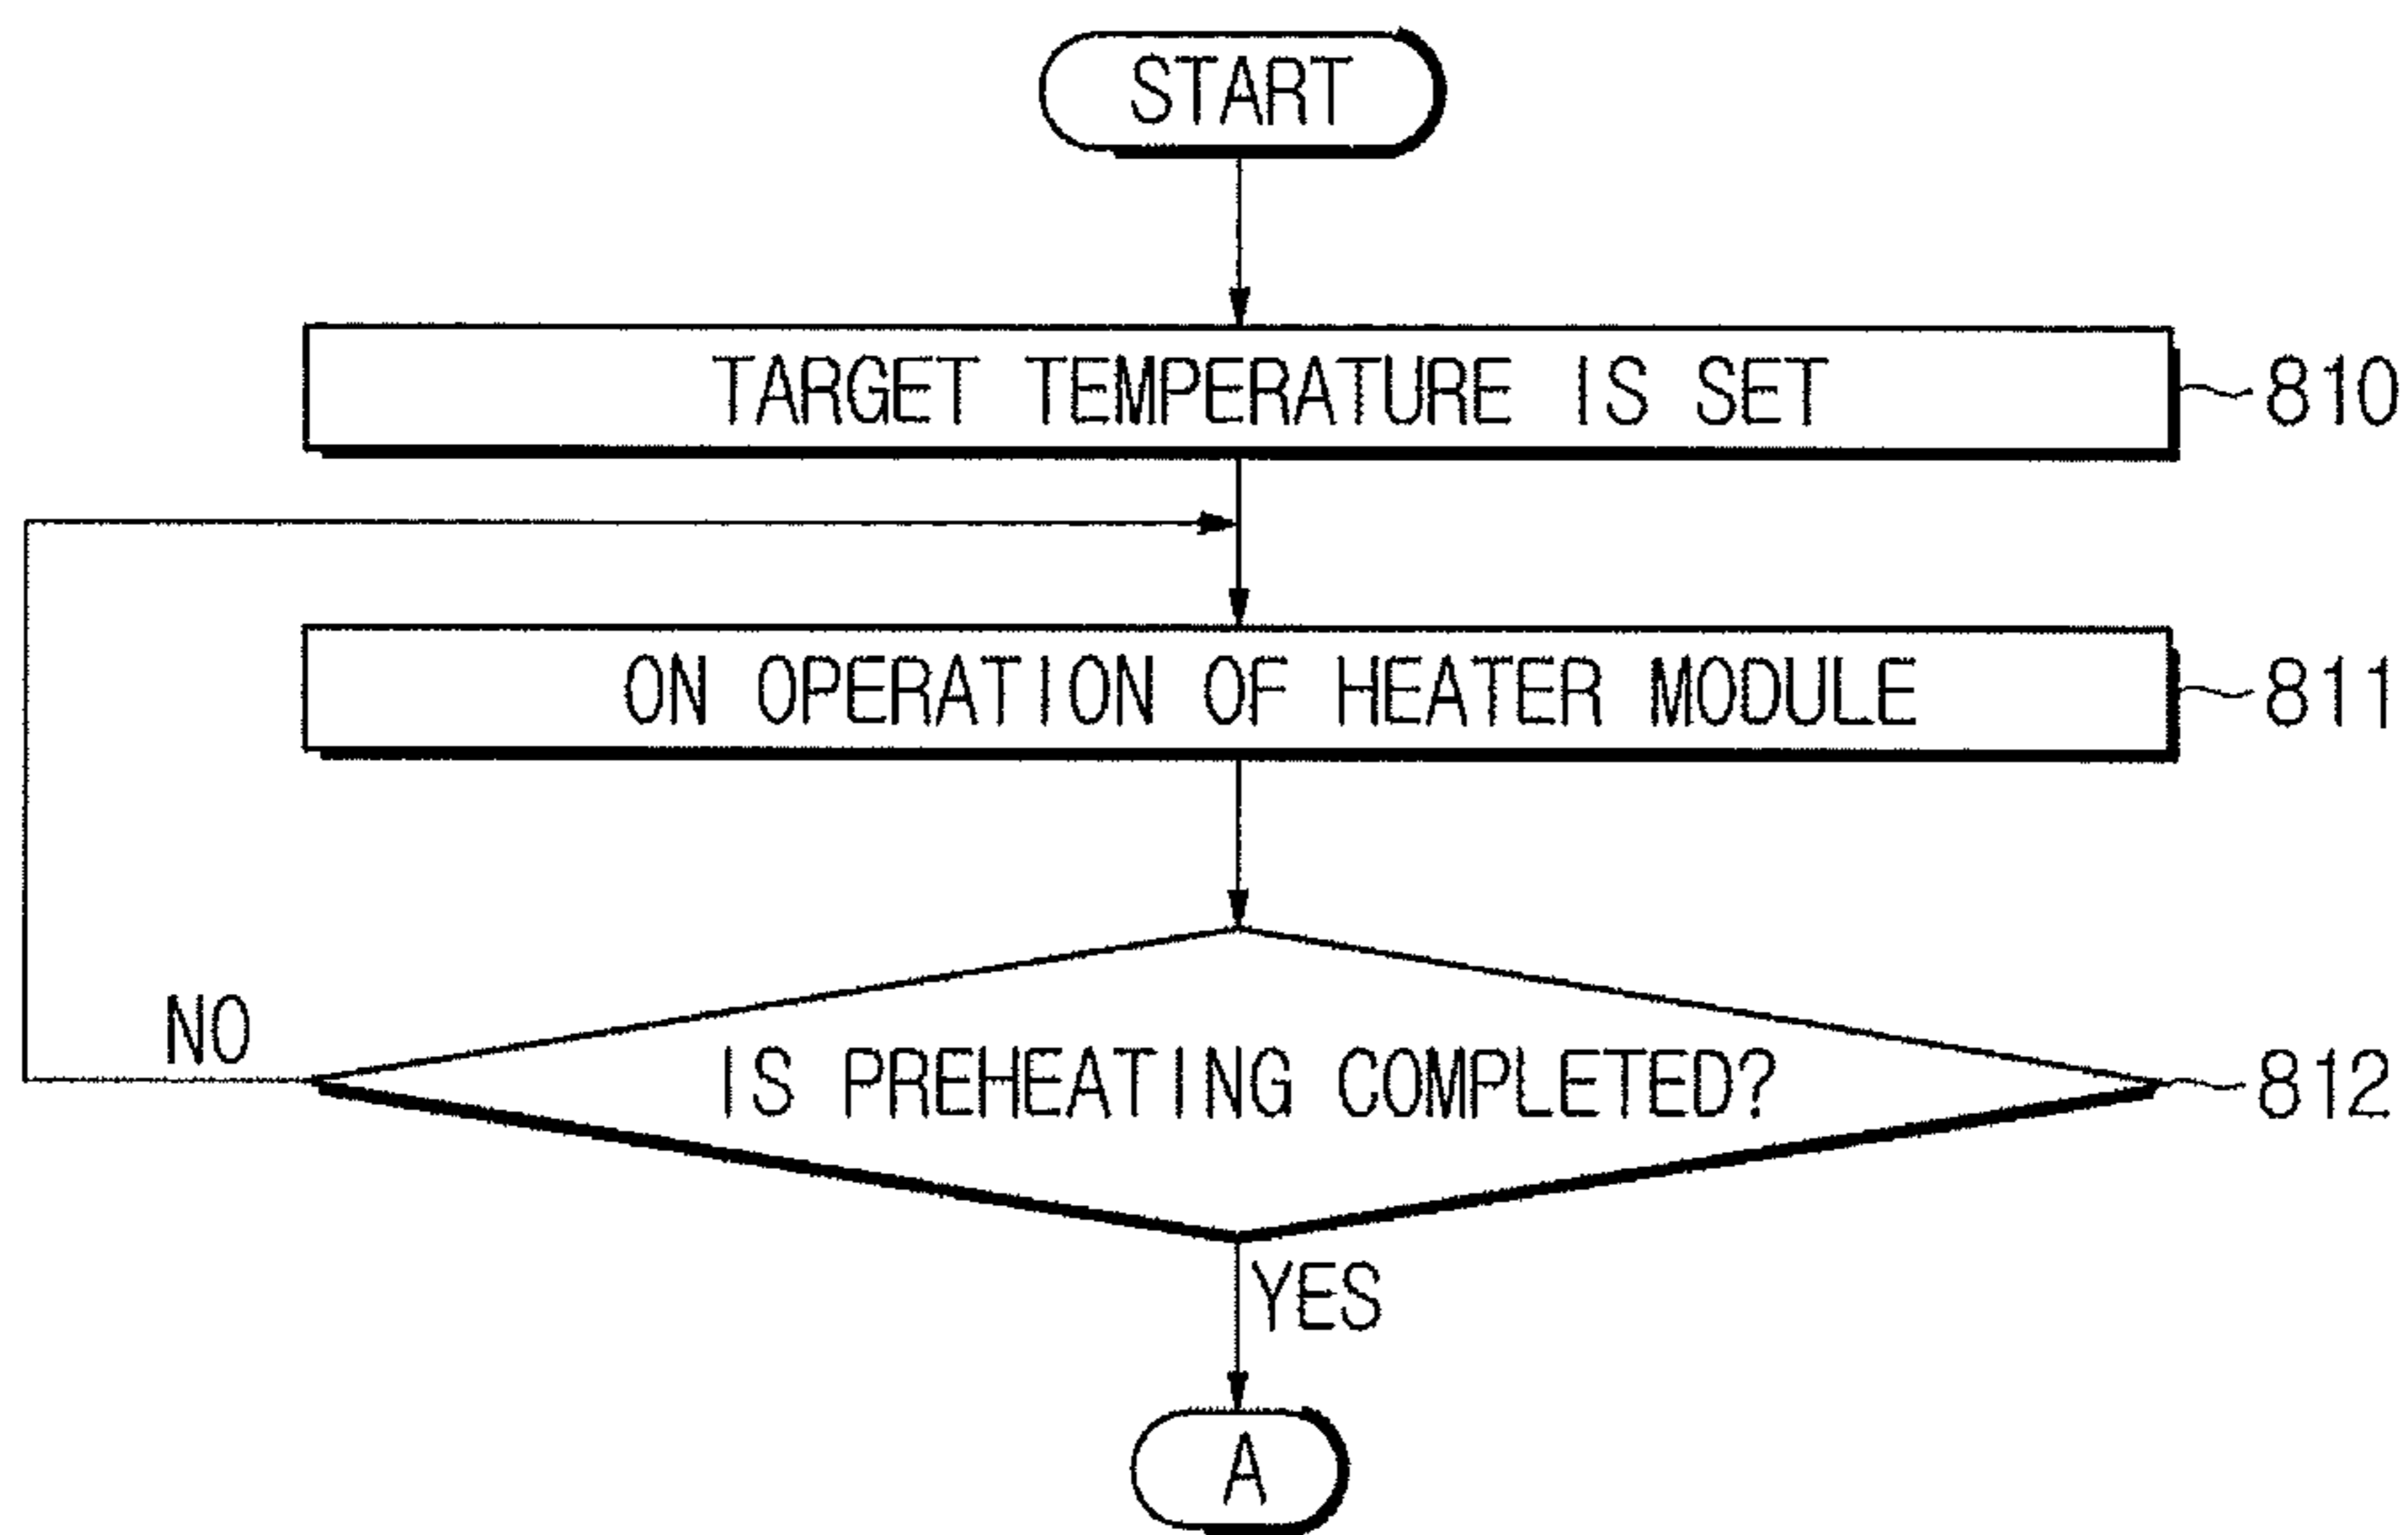 START
TARGET TEMPERATURE IS SET
810
ON OPERATION OF HEATER MODULE
811
NO
IS PREHEATING COMPLETED?
812
YES
A